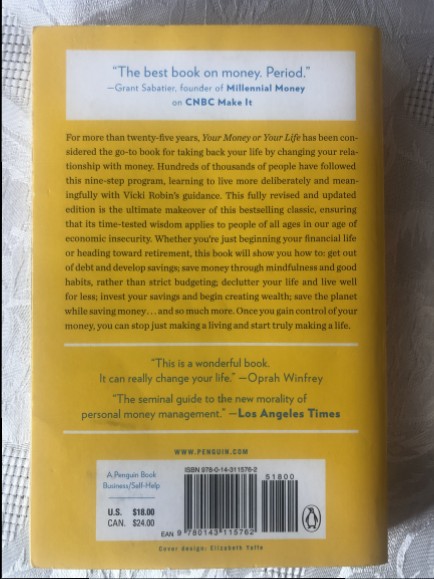 “The best book on money. Period.”
—Grant Sabatier, founder of Millennial Money
on CNBC Make It
For more than twenty-five years, Your Money or Your Life has been con-
sidered the go-to book for taking back your life by changing your rela-
tionship with money. Hundreds of thousands of people have followed
this nine-step program, learning to live more deliberately and mean-
ingfully with Vicki Robin's guidance. This fully revised and updated
edition is the ultimate makeover of this bestselling classic, ensuring
that its time-tested wisdom applies to people of all ages in our age of
economic insecurity. Whether you're just beginning your financial life
or heading toward retirement, this book will show you how to: get out
of debt and develop savings; save money through mindfulness and good
habits, rather than strict budgeting; declutter your life and live well
for less; invest your savings and begin creating wealth; save the planet
while saving money . . . and so much more. Once you gain control of your
money, you can stop just making a living and start truly making a life.
“This is a wonderful book.
It can really change your life.” —Oprah Winfrey
“The seminal guide to the new morality of
personal money management.” —Los Angeles Times
WWW.PENGUIN.COM
A Penguin Book
Business/Self-Help
U.S. $18.00
CAN. $24.00
ISBN 978-0-14-311576-2
51800
EAN 9 780143 115762
Cover design: Elizabeth Yaffe